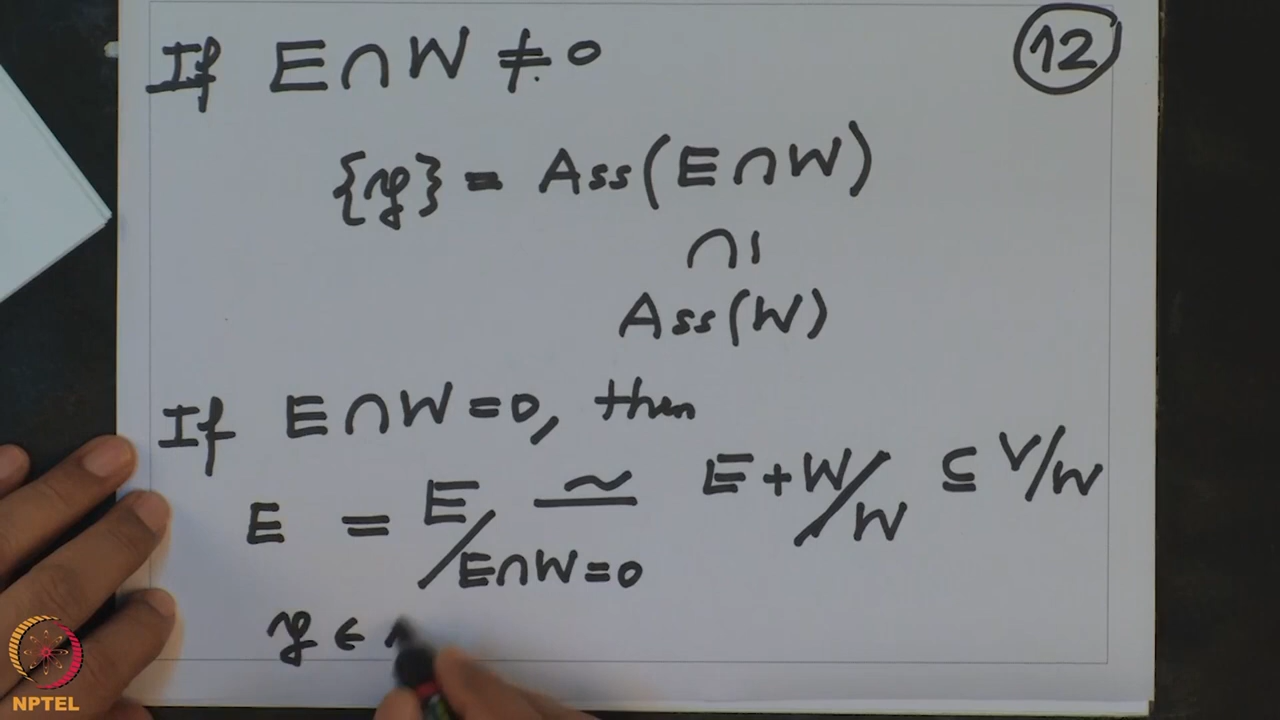 If E∩W ≠ 0
⑫
{𝔭} = Ass(E∩W)
∩ı
Ass(W)
If E∩W=0, then
E = E/E∩W=0 ≃ E+W/W ⊆ V/W
𝔭 ∈
NPTEL